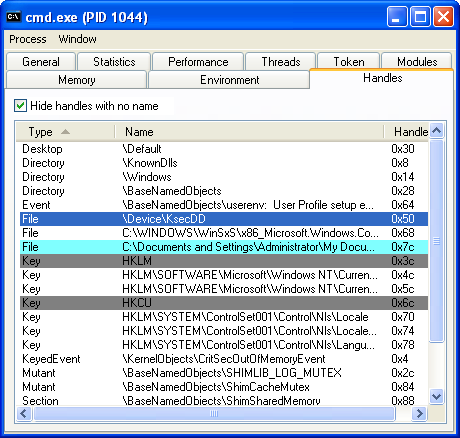 cmd.exe (PID 1044)
Process Window
General Statistics Performance Threads Token Modules
Memory Environment Handles
Hide handles with no name
Type Name Handle
Desktop \Default 0x30
Directory \KnownDlls 0x8
Directory \Windows 0x14
Directory \BaseNamedObjects 0x28
Event \BaseNamedObjects\userenv: User Profile setup e... 0x64
File \Device\KsecDD 0x50
File C:\WINDOWS\WinSxS\x86_Microsoft.Windows.Co... 0x68
File C:\Documents and Settings\Administrator\My Docu... 0x7c
Key HKLM 0x3c
Key HKLM\SOFTWARE\Microsoft\Windows NT\Curren... 0x4c
Key HKLM\SOFTWARE\Microsoft\Windows NT\Curren... 0x5c
Key HKCU 0x6c
Key HKLM\SYSTEM\ControlSet001\Control\Nls\Locale 0x70
Key HKLM\SYSTEM\ControlSet001\Control\Nls\Locale... 0x74
Key HKLM\SYSTEM\ControlSet001\Control\Nls\Langu... 0x78
KeyedEvent \KernelObjects\CritSecOutOfMemoryEvent 0x4
Mutant \BaseNamedObjects\SHIMLIB_LOG_MUTEX 0x2c
Mutant \BaseNamedObjects\ShimCacheMutex 0x84
Section \BaseNamedObjects\ShimSharedMemory 0x88